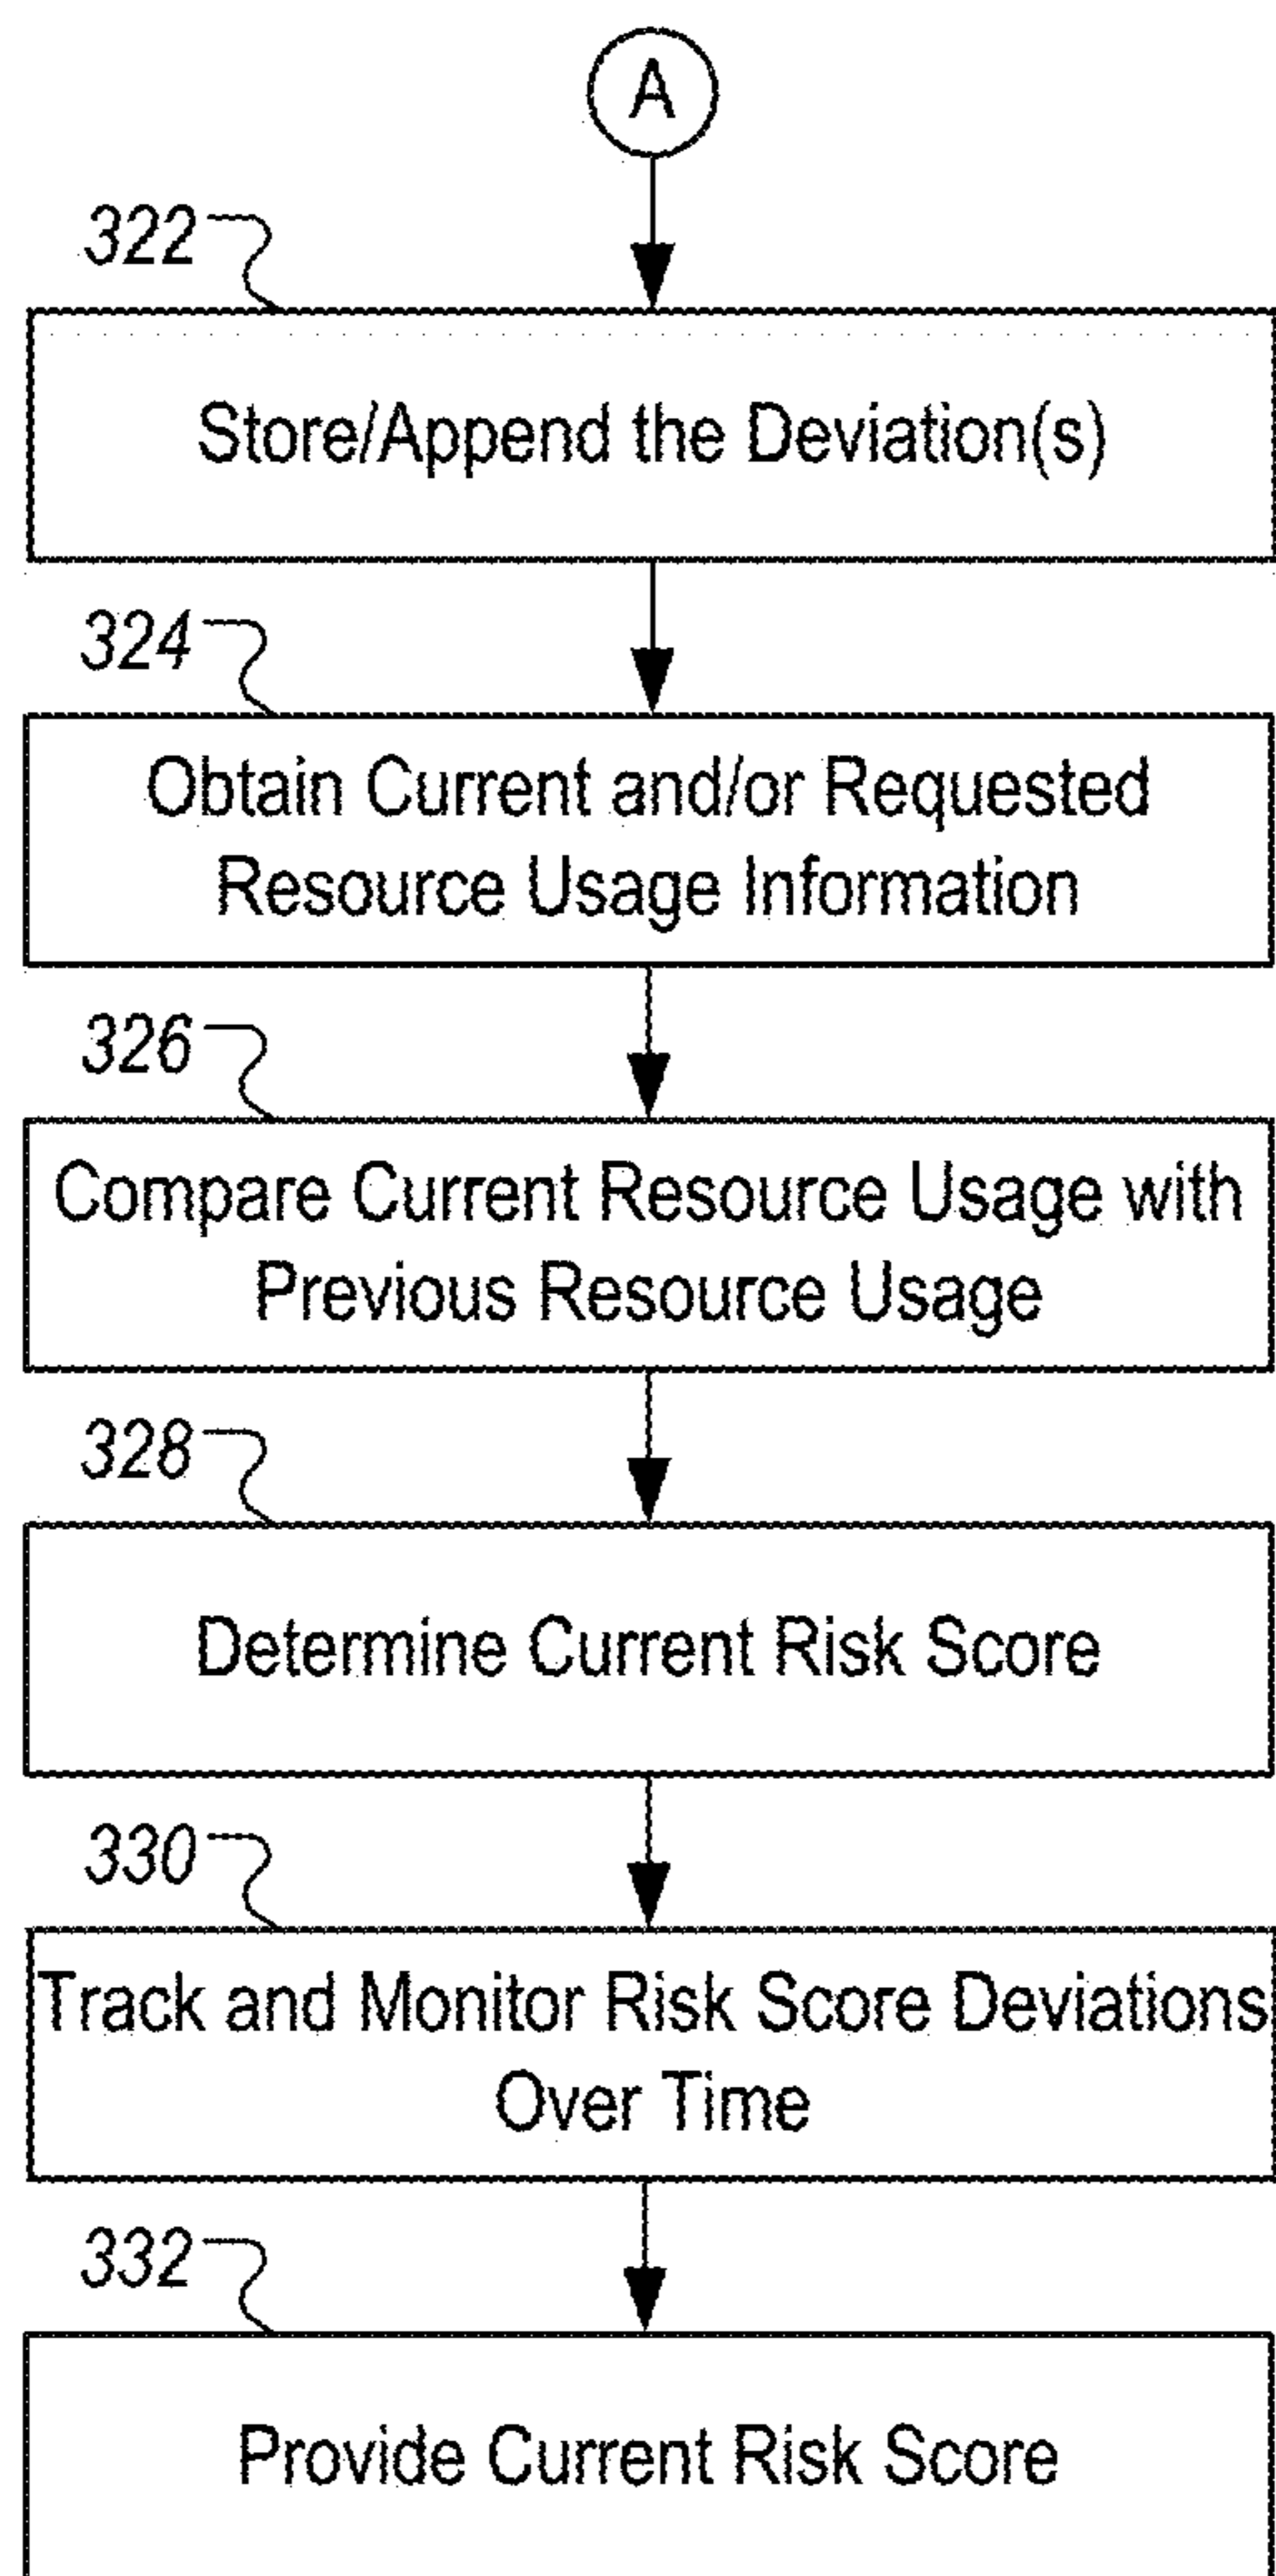 A
322
Store/Append the Deviation(s)
324
Obtain Current and/or Requested
Resource Usage Information
326
Compare Current Resource Usage with
Previous Resource Usage
328
Determine Current Risk Score
330
Track and Monitor Risk Score Deviations
Over Time
332
Provide Current Risk Score